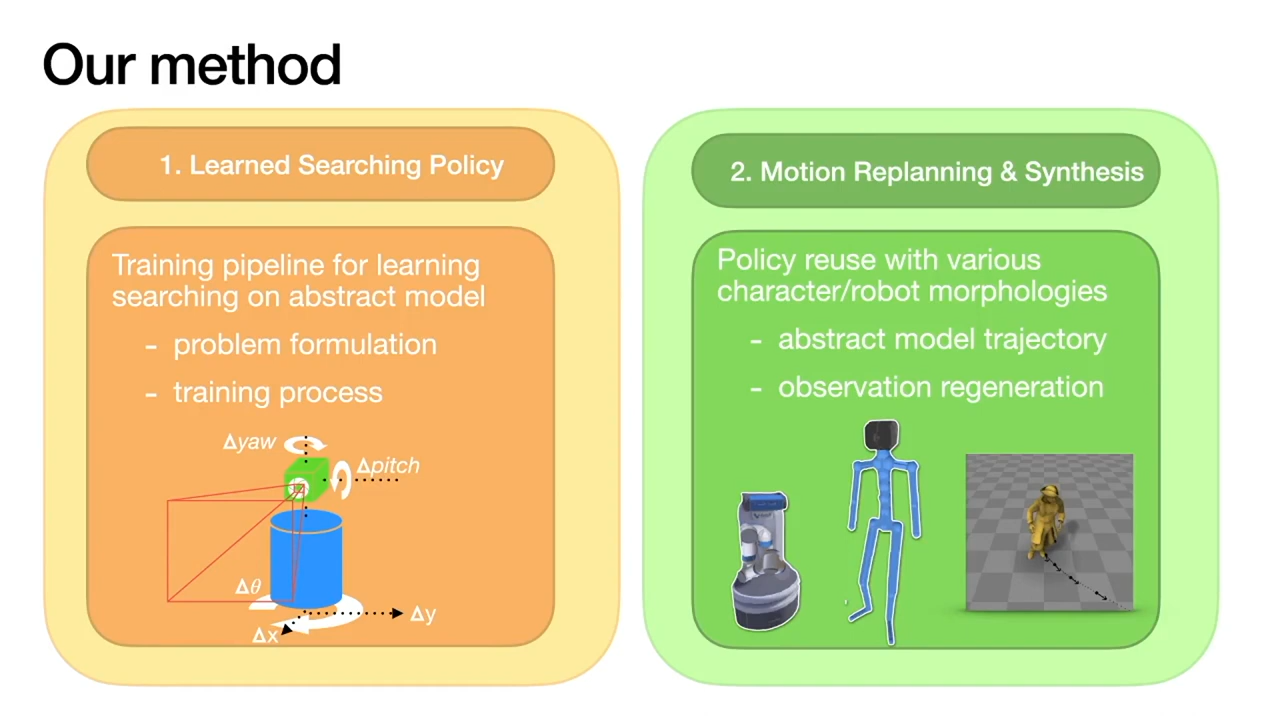 Our method
1. Learned Searching Policy
Training pipeline for learning
searching on abstract model
- problem formulation
- training process
Δyaw
Δpitch
Δθ
Δy
Δx
2. Motion Replanning & Synthesis
Policy reuse with various
character/robot morphologies
- abstract model trajectory
- observation regeneration